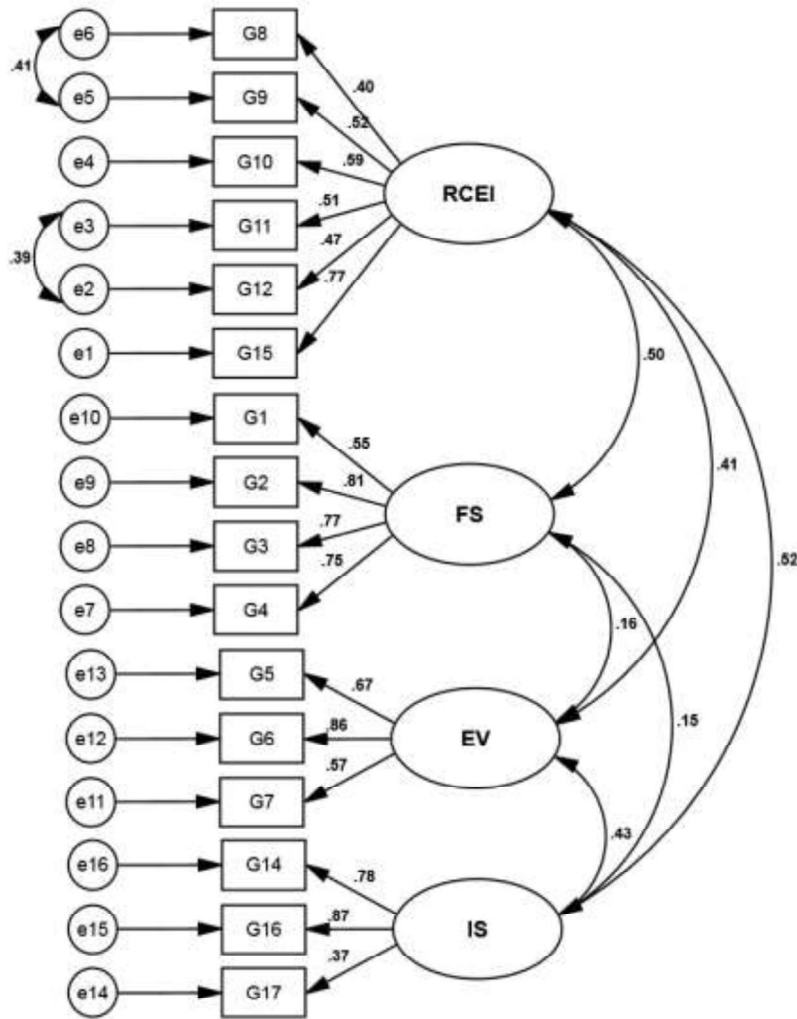 e6 G8
.41
.40
e5 G9
.52
e4 G10
.59
RCEI
.51
e3 G11
.47
.39
.77
e2 G12
e1 G15
.50
e10 G1
.55
.41
e9 G2
.81
FS
.77
e8 G3
.75
.52
e7 G4
.16
e13 G5
.67
.15
e12 G6
.86
EV
.57
e11 G7
.43
e16 G14
.78
e15 G16
.87
IS
.37
e14 G17